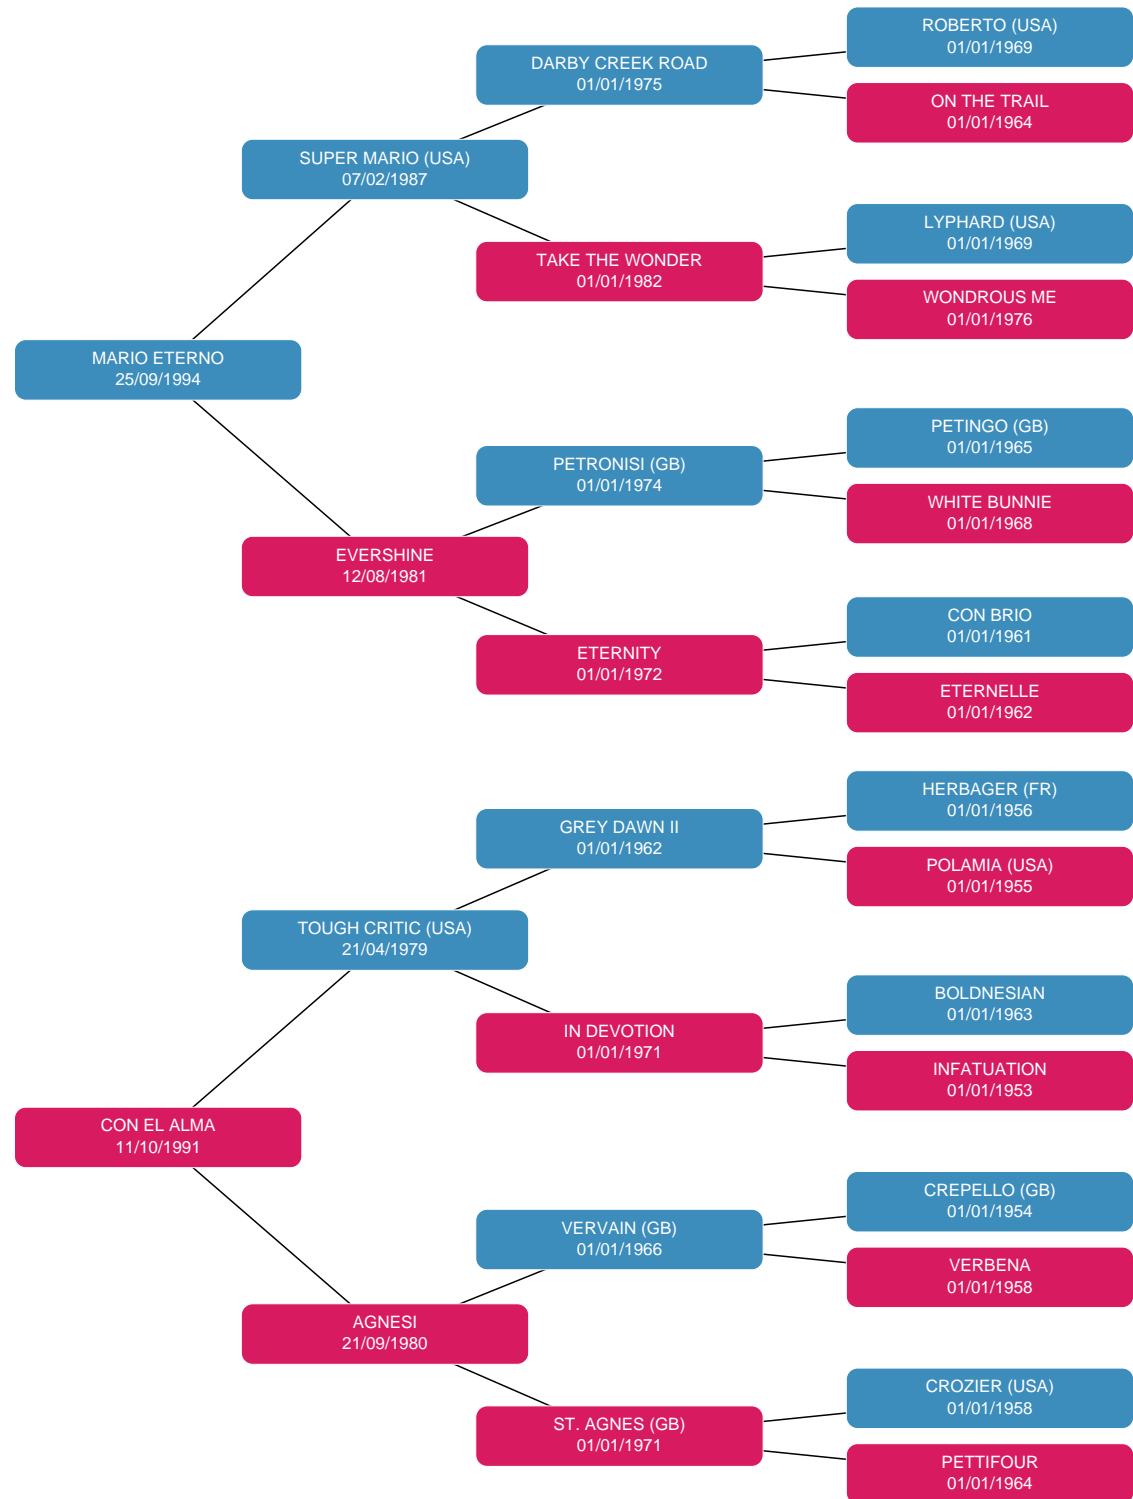 ROBERTO (USA)
01/01/1969
DARBY CREEK ROAD
01/01/1975
ON THE TRAIL
01/01/1964
SUPER MARIO (USA)
07/02/1987
LYPHARD (USA)
01/01/1969
TAKE THE WONDER
01/01/1982
WONDROUS ME
01/01/1976
MARIO ETERNO
25/09/1994
PETINGO (GB)
01/01/1965
PETRONISI (GB)
01/01/1974
WHITE BUNNIE
01/01/1968
EVERSHINE
12/08/1981
CON BRIO
01/01/1961
ETERNITY
01/01/1972
ETERNELLE
01/01/1962
HERBAGER (FR)
01/01/1956
GREY DAWN II
01/01/1962
POLAMIA (USA)
01/01/1955
TOUGH CRITIC (USA)
21/04/1979
BOLDNESIAN
01/01/1963
IN DEVOTION
01/01/1971
INFATUATION
01/01/1953
CON EL ALMA
11/10/1991
CREPELLO (GB)
01/01/1954
VERVAIN (GB)
01/01/1966
VERBENA
01/01/1958
AGNESI
21/09/1980
CROZIER (USA)
01/01/1958
ST. AGNES (GB)
01/01/1971
PETTIFOUR
01/01/1964